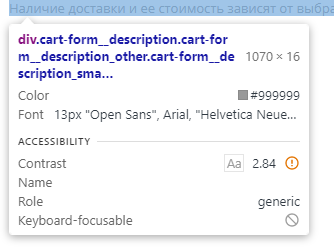 Наличие доставки и ее стоимость зависят от выбра
div.cart-form__description.cart-for
m__description_other.cart-form__de
scription_sma...
1070 × 16
Color
#999999
Font
13px "Open Sans", Arial, "Helvetica Neue...
ACCESSIBILITY
Contrast
Aa 2.84
Name
Role
generic
Keyboard-focusable